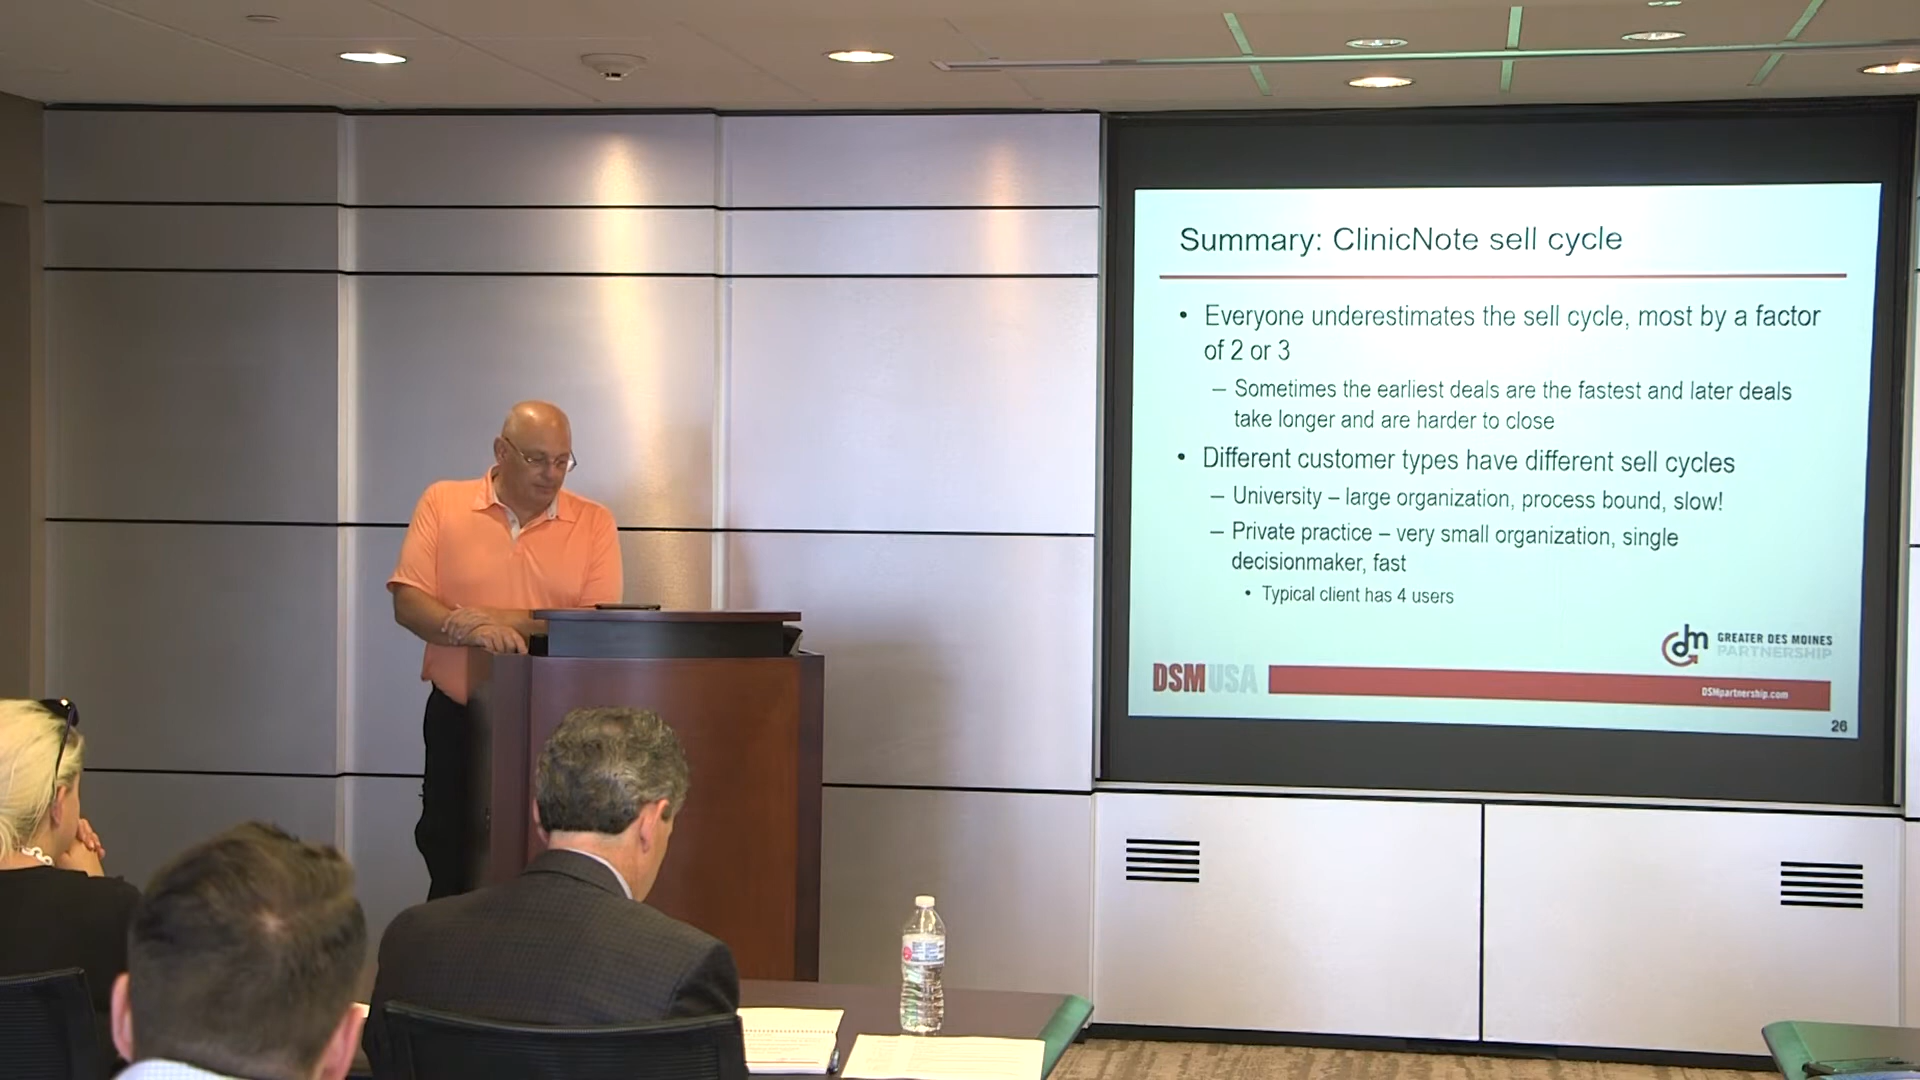 Summary: ClinicNote sell cycle
• Everyone underestimates the sell cycle, most by a factor
of 2 or 3
– Sometimes the earliest deals are the fastest and later deals
take longer and are harder to close
• Different customer types have different sell cycles
– University – large organization, process bound, slow!
– Private practice – very small organization, single
decisionmaker, fast
• Typical client has 4 users
dm GREATER DES MOINES
PARTNERSHIP
DSMUSA
DSMpartnership.com
26